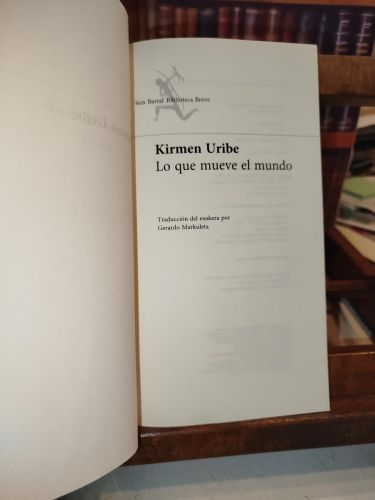 Seix Barral Biblioteca Breve
Kirmen Uribe
Lo que mueve el mundo
Traducción del euskera por
Gerardo Markuleta